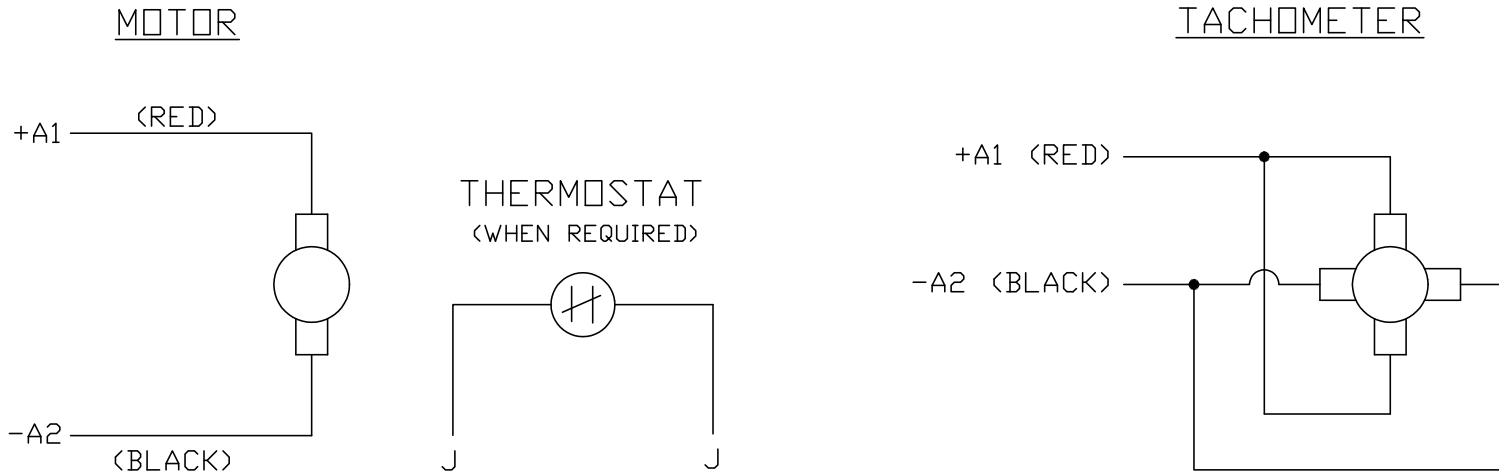 MOTOR
+A1
(RED)
-A2
(BLACK)
THERMOSTAT
(WHEN REQUIRED)
J
J
TACHOMETER
+A1 (RED)
-A2 (BLACK)